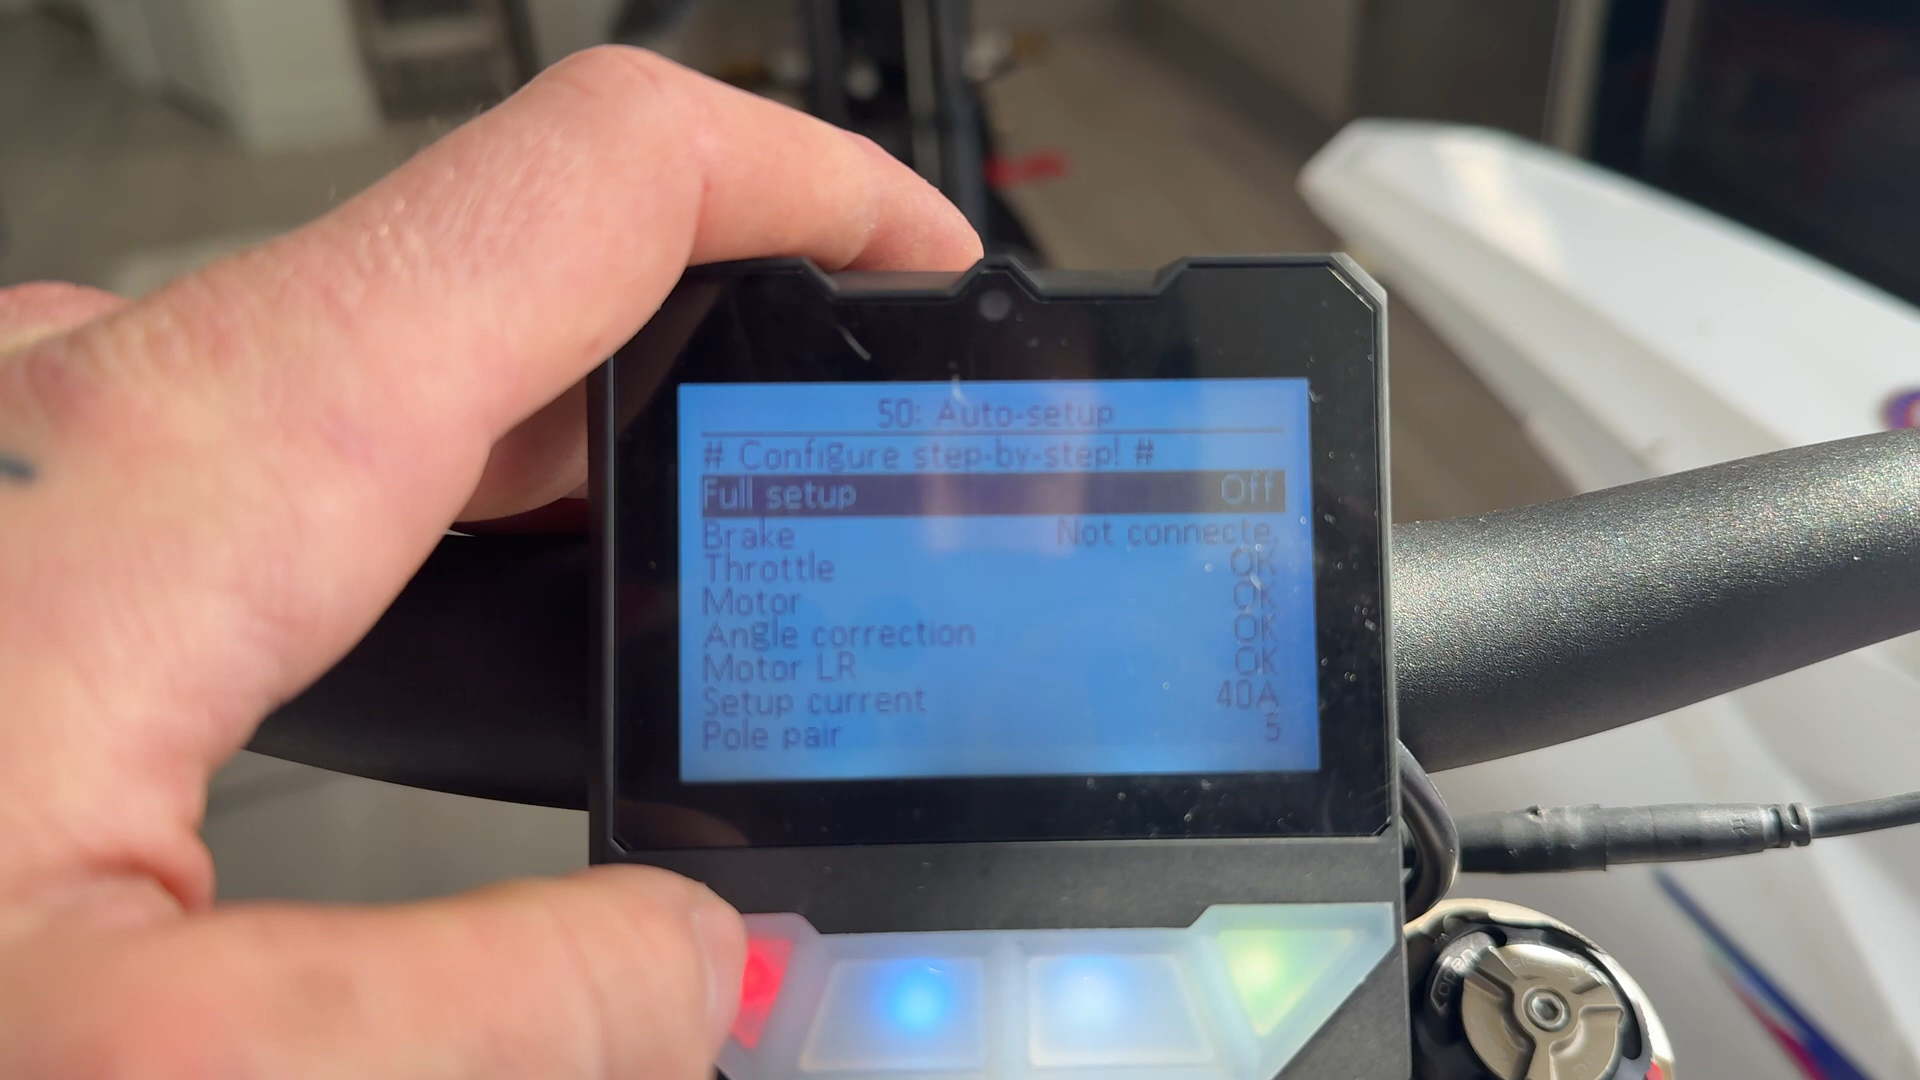 50: Auto-setup
# Configure step-by-step! #
Full setup Off
Brake Not connecte.
Throttle OK
Motor OK
Angle correction OK
Motor LR OK
Setup current 40A
Pole pair 5